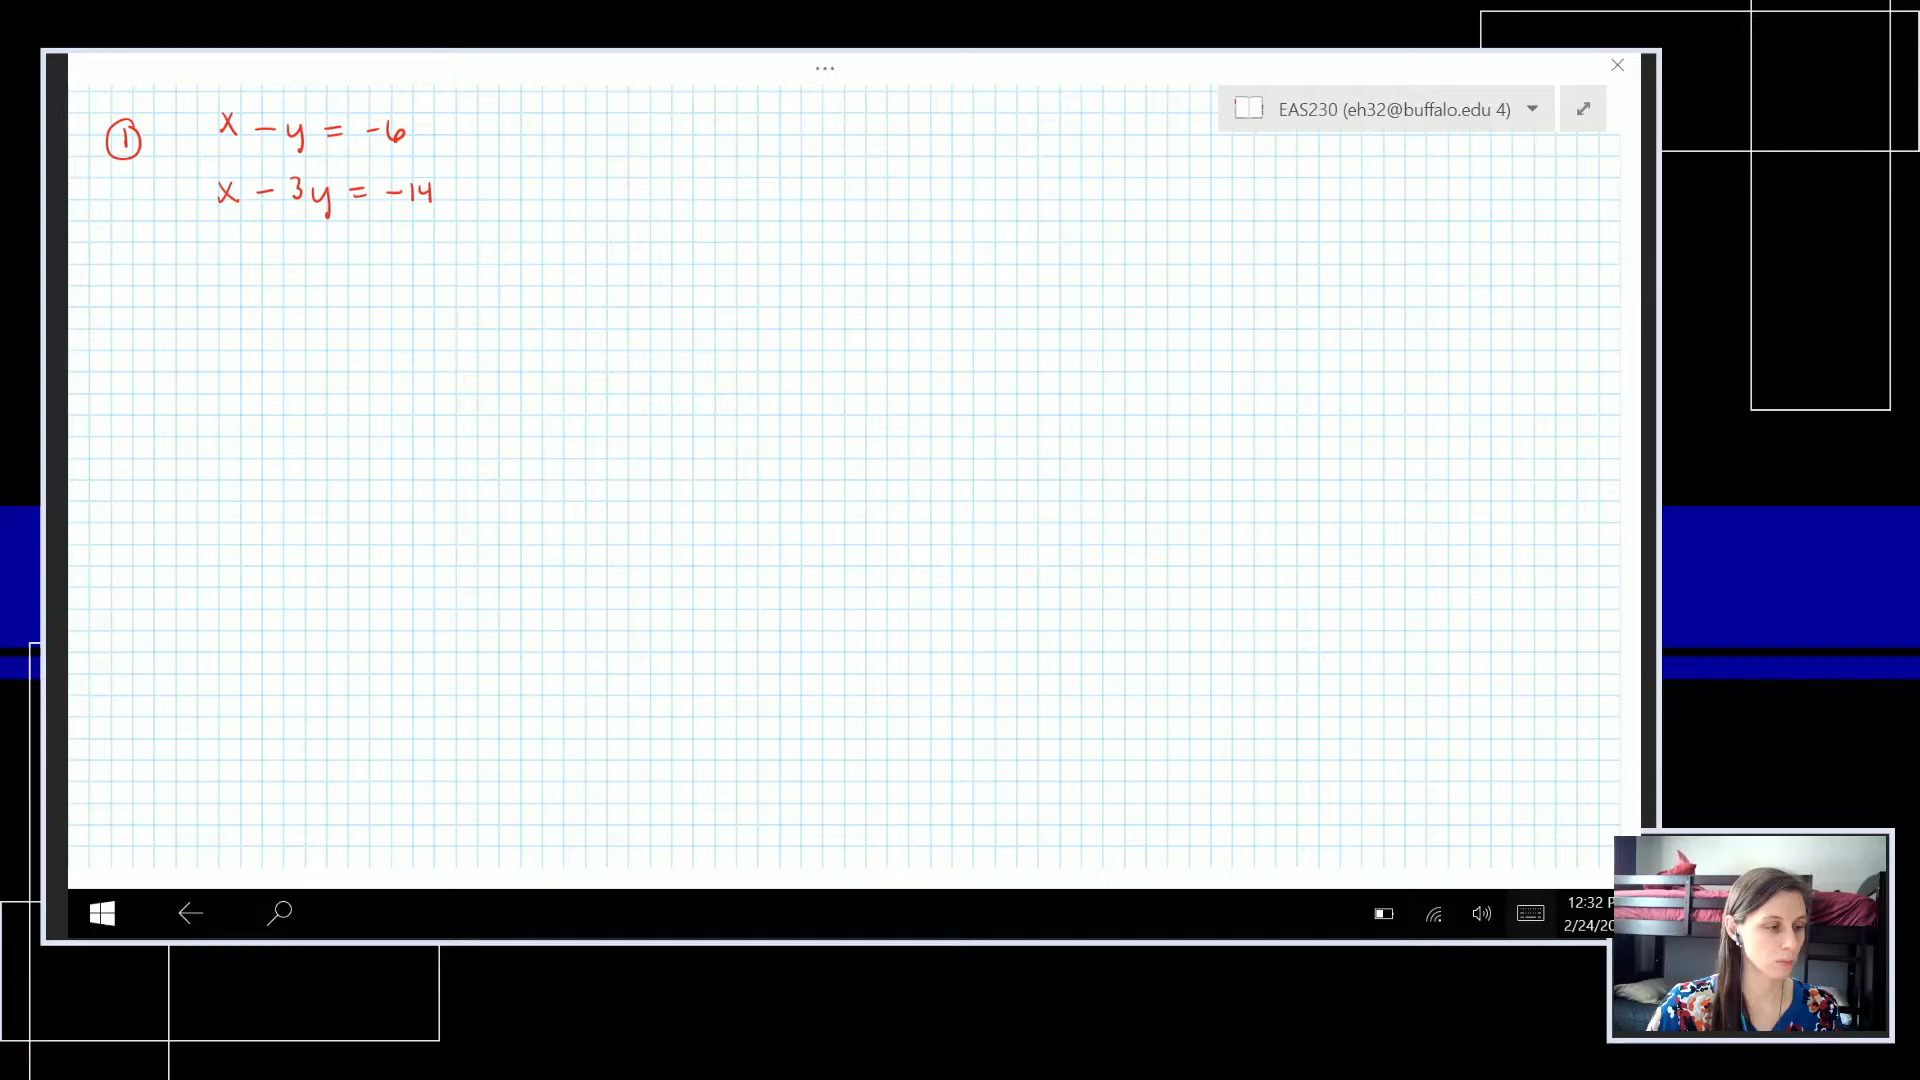 ...
EAS230 (eh32@buffalo.edu 4)
① x - y = -6
x - 3y = -14
12:32 P
2/24/20